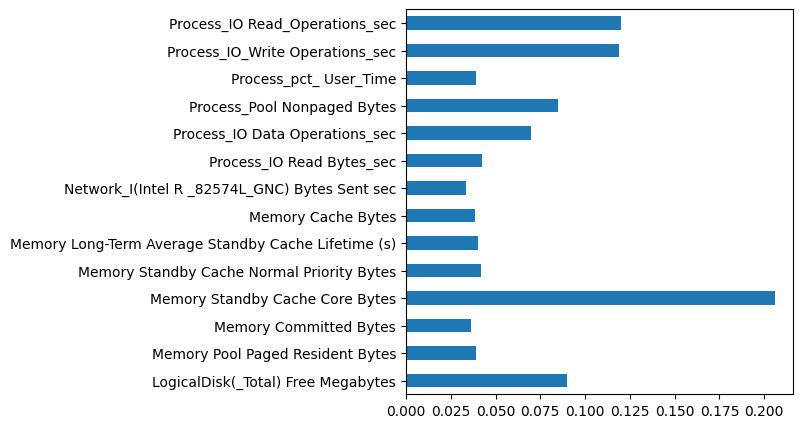 Process_IO Read_Operations_sec
Process_IO_Write Operations_sec
Process_pct_ User_Time
Process_Pool Nonpaged Bytes
Process_IO Data Operations_sec
Process_IO Read Bytes_sec
Network_I(Intel R _82574L_GNC) Bytes Sent sec
Memory Cache Bytes
Memory Long-Term Average Standby Cache Lifetime (s)
Memory Standby Cache Normal Priority Bytes
Memory Standby Cache Core Bytes
Memory Committed Bytes
Memory Pool Paged Resident Bytes
LogicalDisk(_Total) Free Megabytes
0.000 0.025 0.050 0.075 0.100 0.125 0.150 0.175 0.200